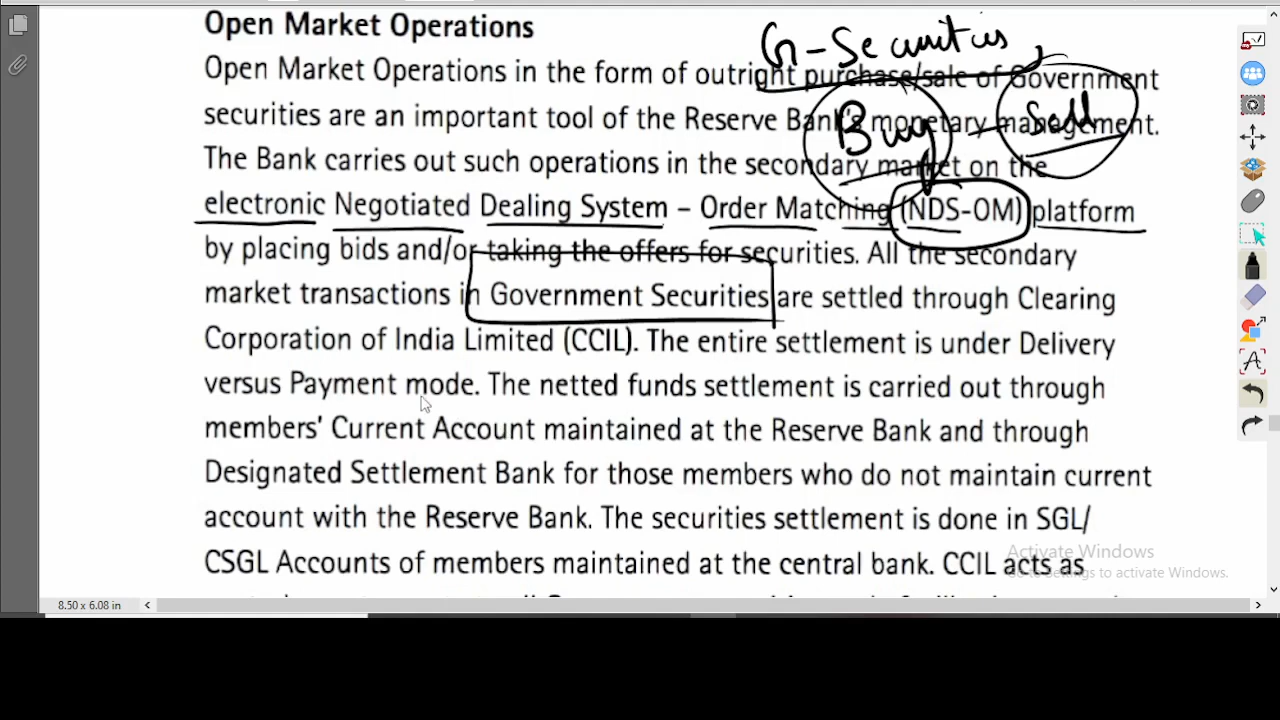 Open Market Operations
G-Securities
Open Market Operations in the form of outright purchase/sale of Government
Buy - Sell
securities are an important tool of the Reserve Bank's monetary management.
The Bank carries out such operations in the secondary market on the
electronic Negotiated Dealing System – Order Matching (NDS-OM) platform
by placing bids and/or taking the offers for securities. All the secondary
market transactions in Government Securities are settled through Clearing
Corporation of India Limited (CCIL). The entire settlement is under Delivery
versus Payment mode. The netted funds settlement is carried out through
members' Current Account maintained at the Reserve Bank and through
Designated Settlement Bank for those members who do not maintain current
account with the Reserve Bank. The securities settlement is done in SGL/
CSGL Accounts of members maintained at the central bank. CCIL acts as
Activate Windows
Go to Settings to activate Windows.
8.50 x 6.08 in